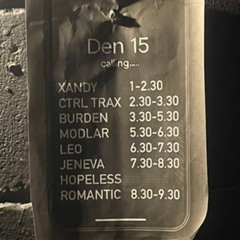 Den 15
calling.....
XANDY 1-2.30
CTRL TRAX 2.30-3.30
BURDEN 3.30-5.30
MODLAR 5.30-6.30
LEO 6.30-7.30
JENEVA 7.30-8.30
HOPELESS
ROMANTIC 8.30-9.30